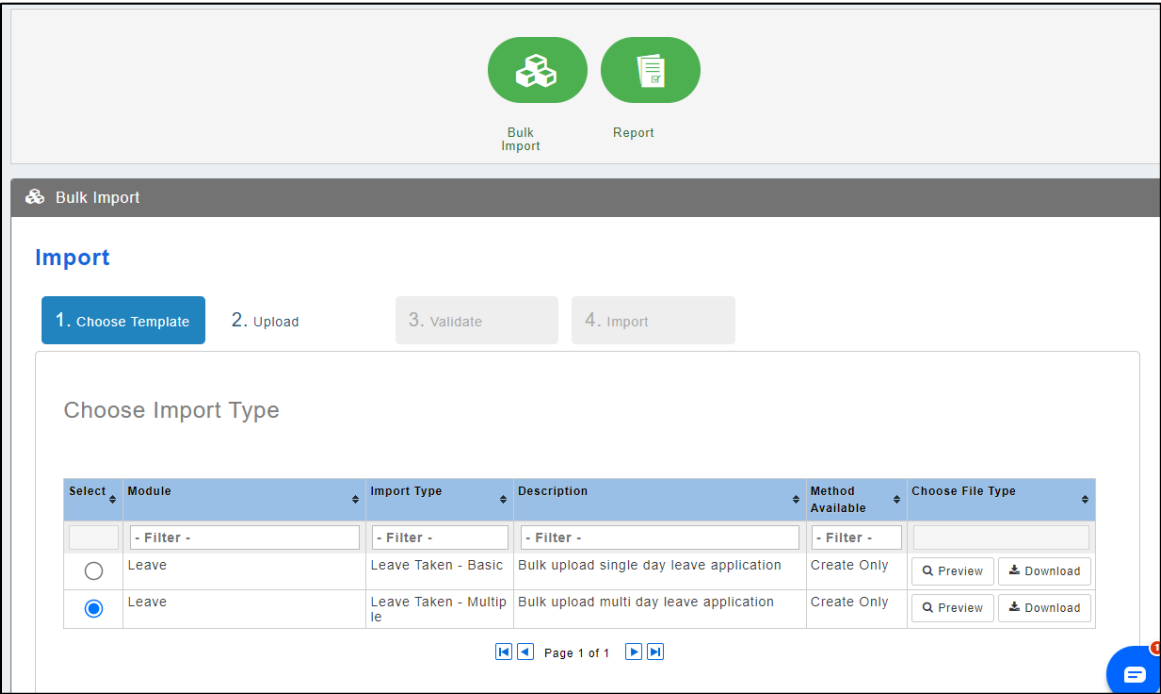 Bulk
Import
Report
Bulk Import
Import
1. Choose Template
2. Upload
3. Validate
4. Import
Choose Import Type
Select
Module
Import Type
Description
Method
Available
Choose File Type
- Filter -
- Filter -
- Filter -
- Filter -
Leave
Leave Taken - Basic
Bulk upload single day leave application
Create Only
Preview
Download
Leave
Leave Taken - Multip
le
Bulk upload multi day leave application
Create Only
Preview
Download
Page 1 of 1
1